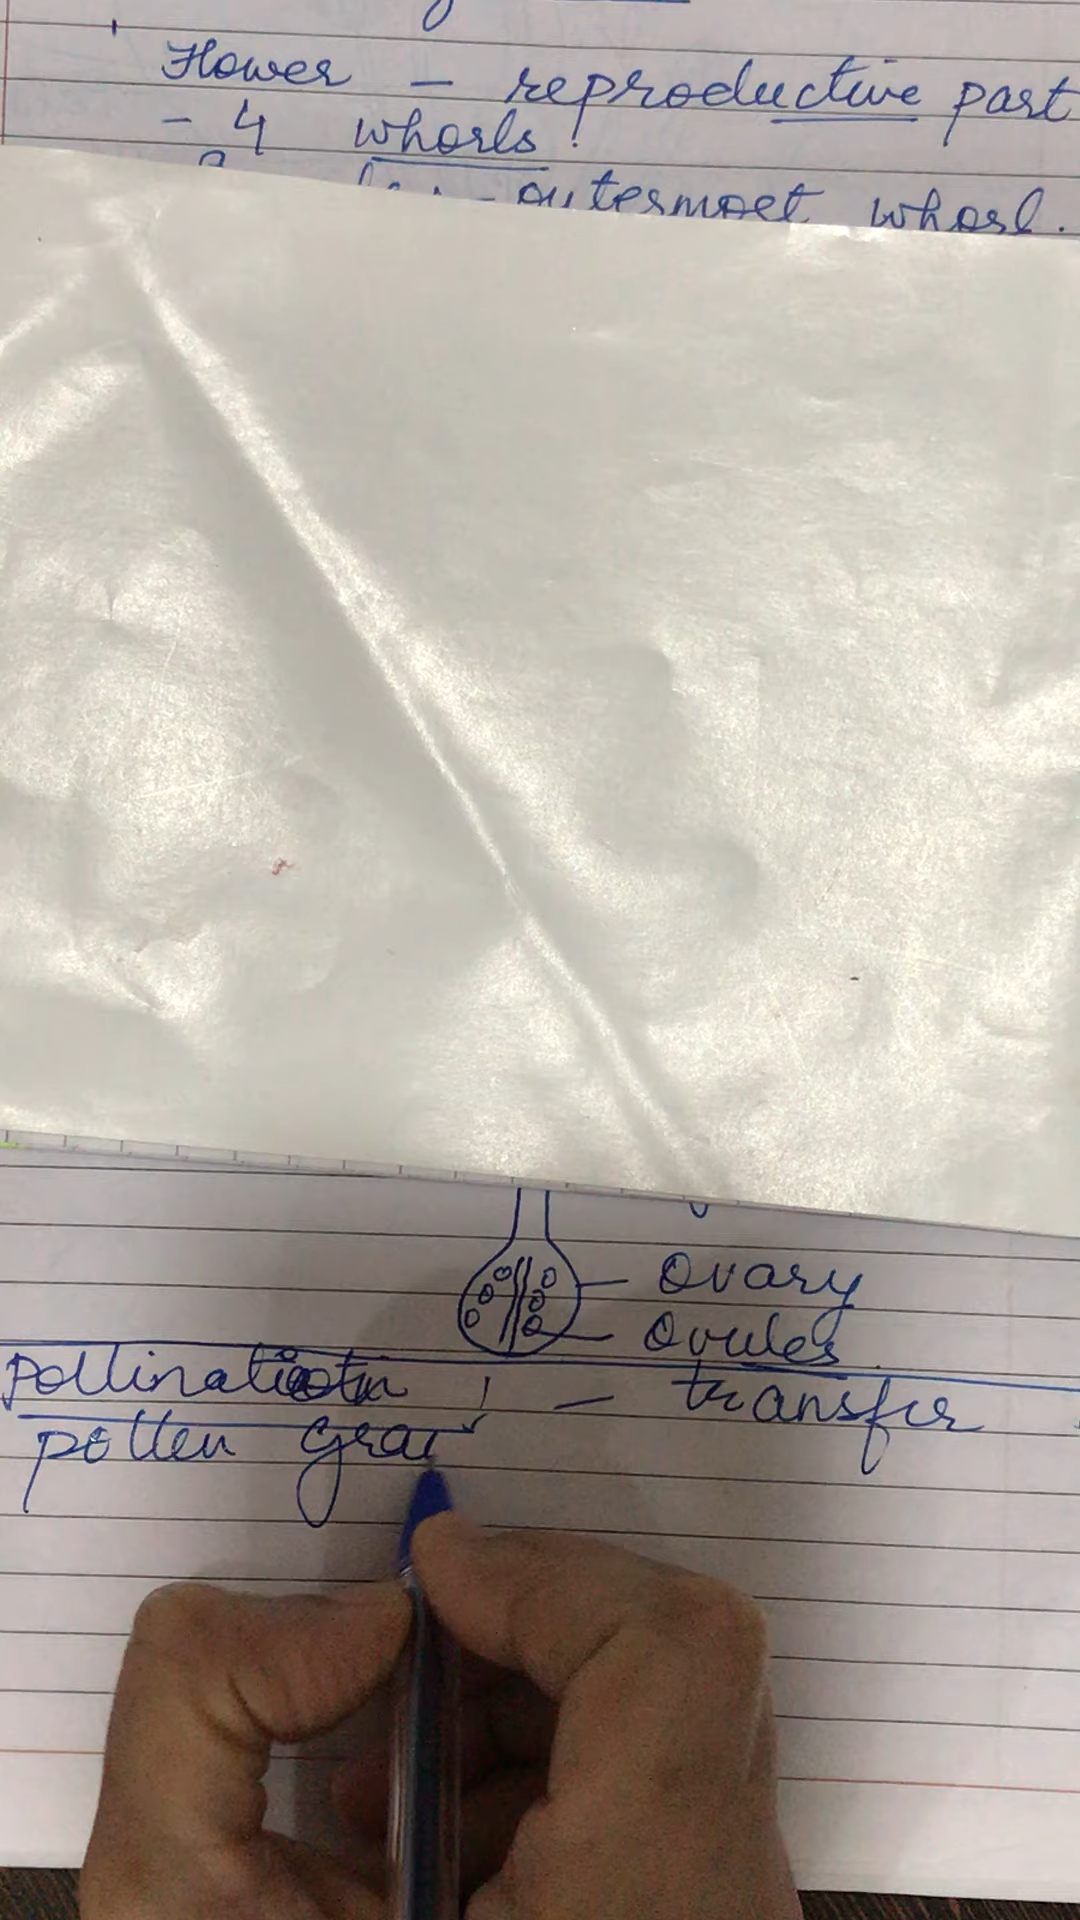 Flower - reproductive part
- 4 whorls!
- outermost whorl.
Ovary
Ovules
pollination - transfer
pollen grai